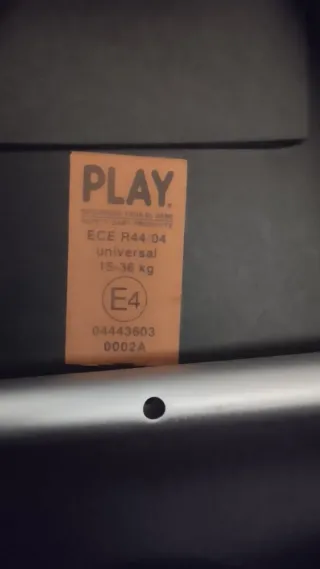 PLAY.
ECE R44/04
universal
15-36 kg
E4
04443603
0002A